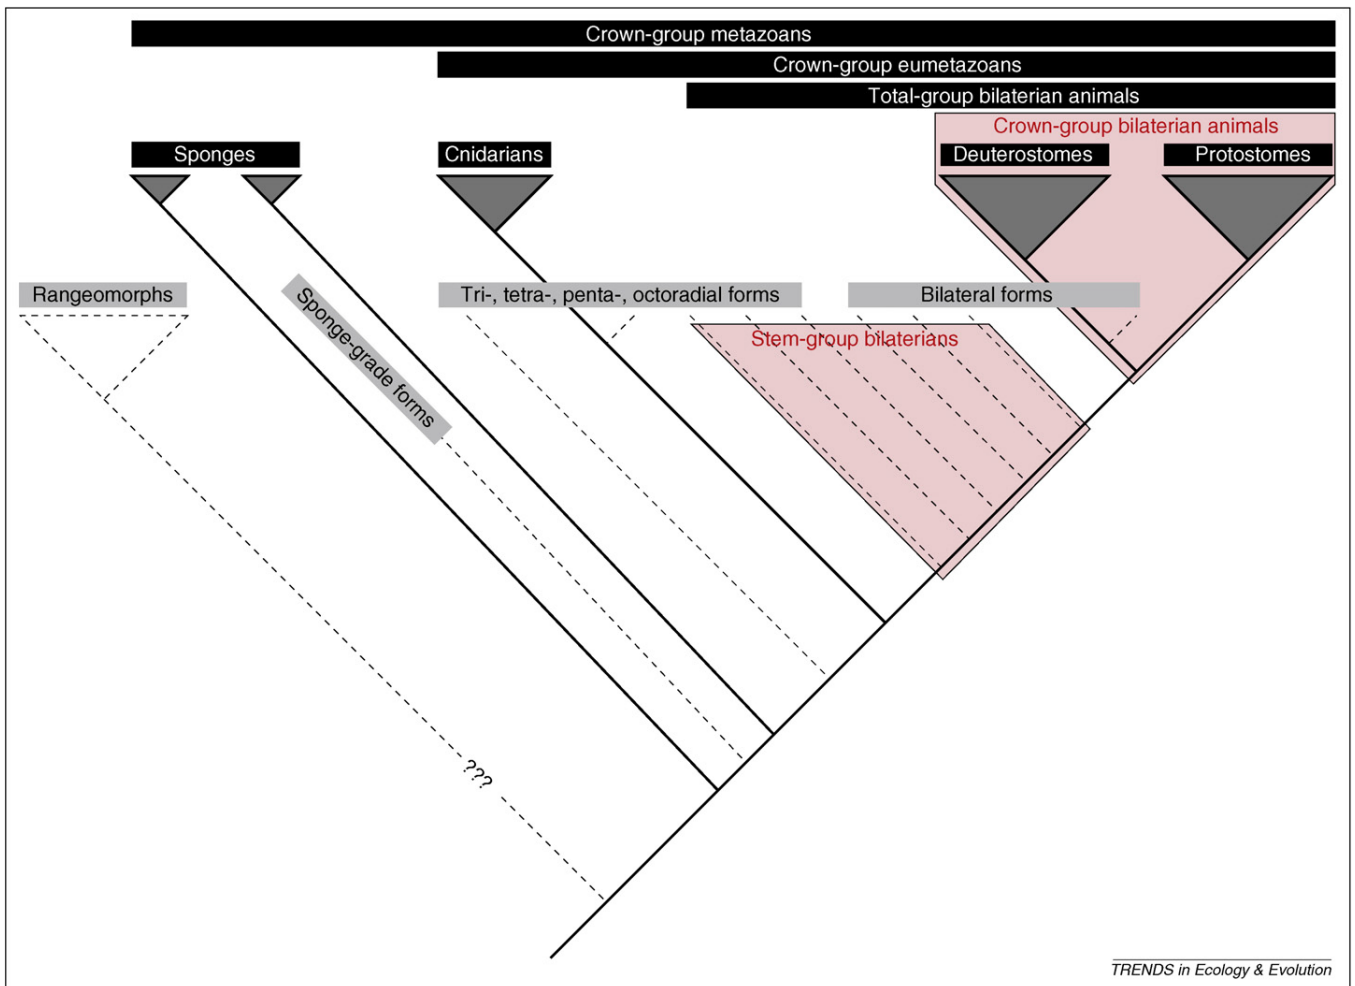 Crown-group metazoans
Crown-group eumetazoans
Total-group bilaterian animals
Crown-group bilaterian animals
Sponges
Cnidarians
Deuterostomes
Protostomes
Rangeomorphs
Sponge-grade forms
Tri-, tetra-, penta-, octoradial forms
Bilateral forms
Stem-group bilaterians
???
TRENDS in Ecology & Evolution